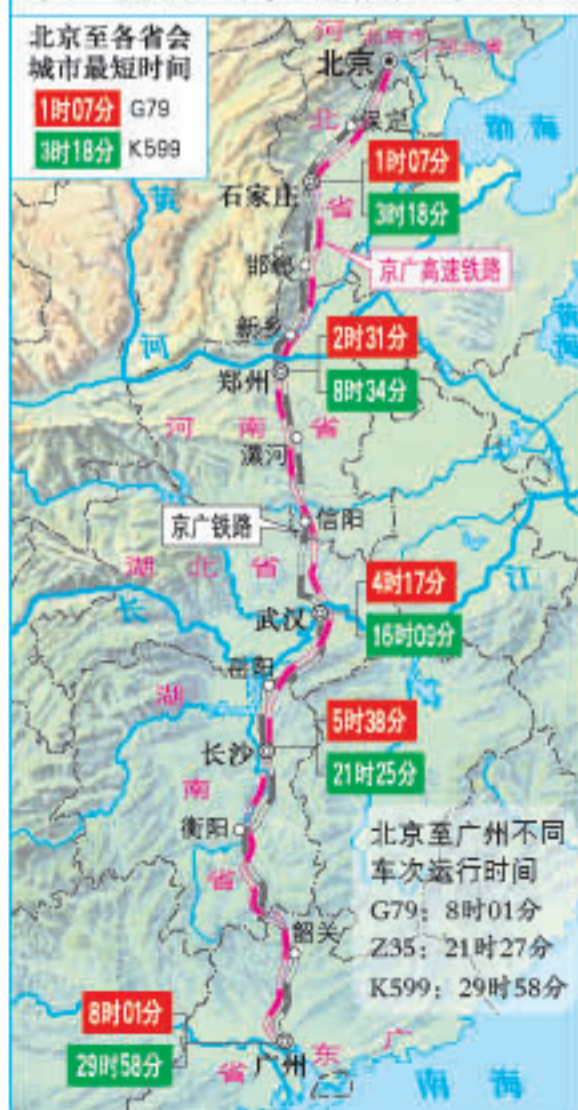 北京至各省会
城市最短时间
1时07分 G79
3时18分 K599
河
北京市
河北省
北京
渤海
北
保定
1时07分
石家庄
省
3时18分
黄
邯郸
京广高速铁路
新乡
2时31分
河
郑州
8时34分
河南省
漯河
京广铁路
信阳
湖北省
江
长
4时17分
武汉
16时09分
岳阳
湖
5时38分
长沙
21时25分
南
衡阳
北京至广州不同
车次运行时间
G79：8时01分
Z35：21时27分
K599：29时58分
省
韶关
8时01分
29时58分
广州
省
东
广
南海